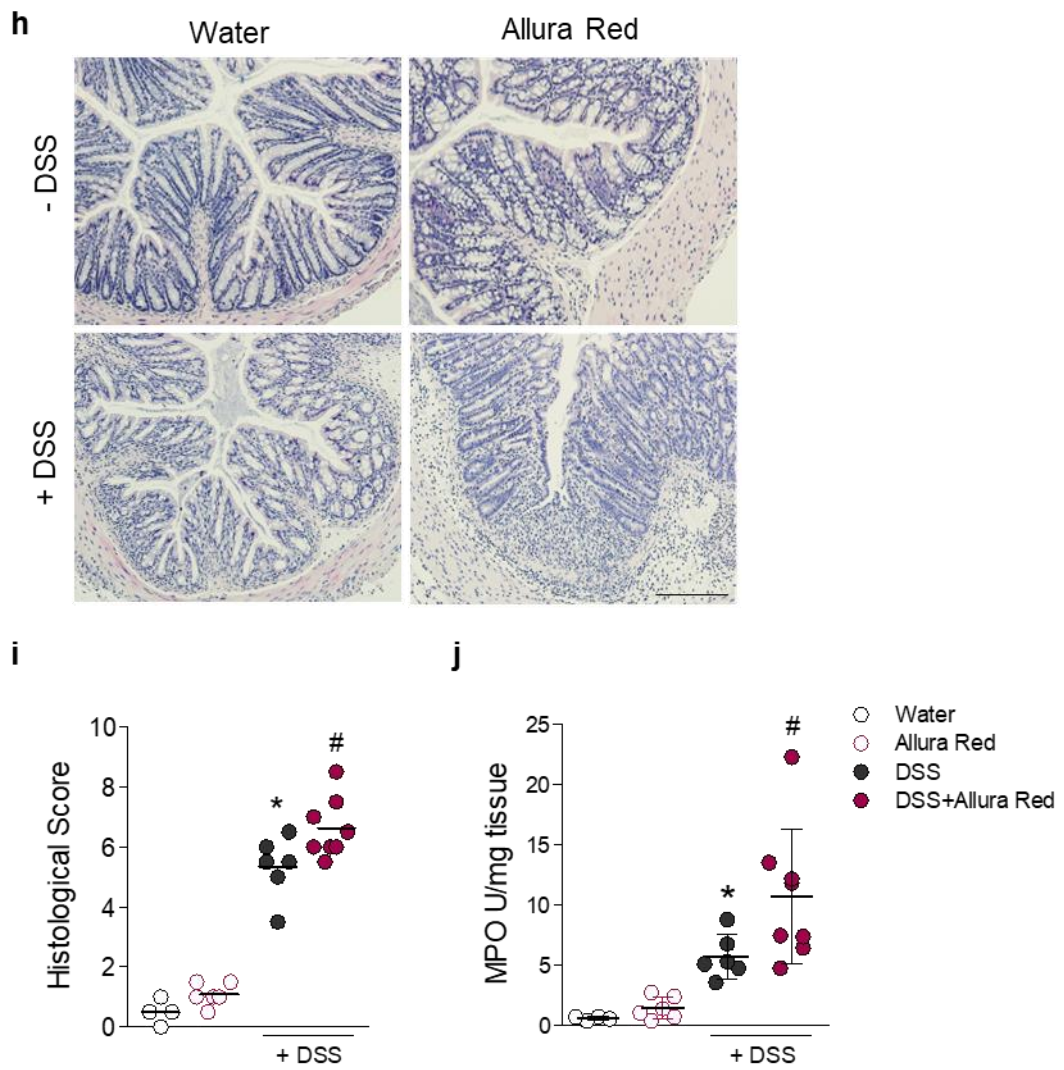 h
Water
Allura Red
- DSS
+ DSS
i
10
8
6
4
2
0
Histological Score
*
#
+ DSS
j
25
20
15
10
5
0
MPO U/mg tissue
*
#
+ DSS
Water
Allura Red
DSS
DSS+Allura Red